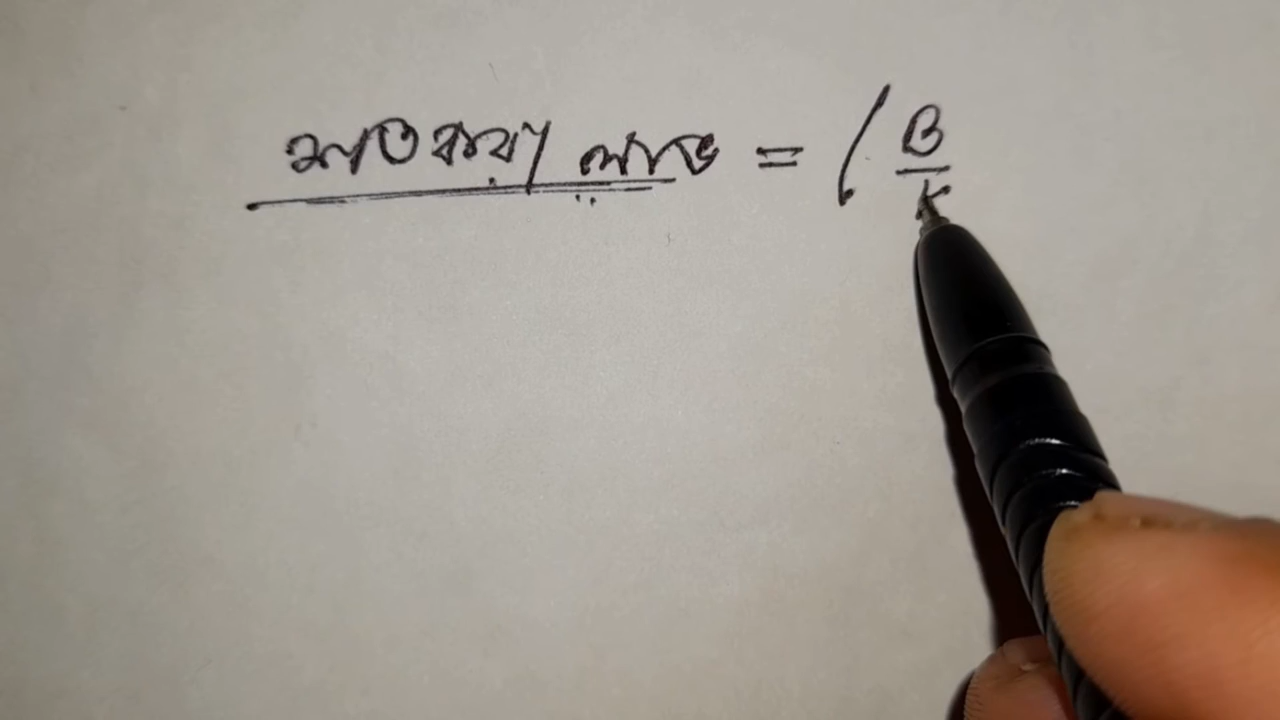 শতকরা লাভ = ( B/